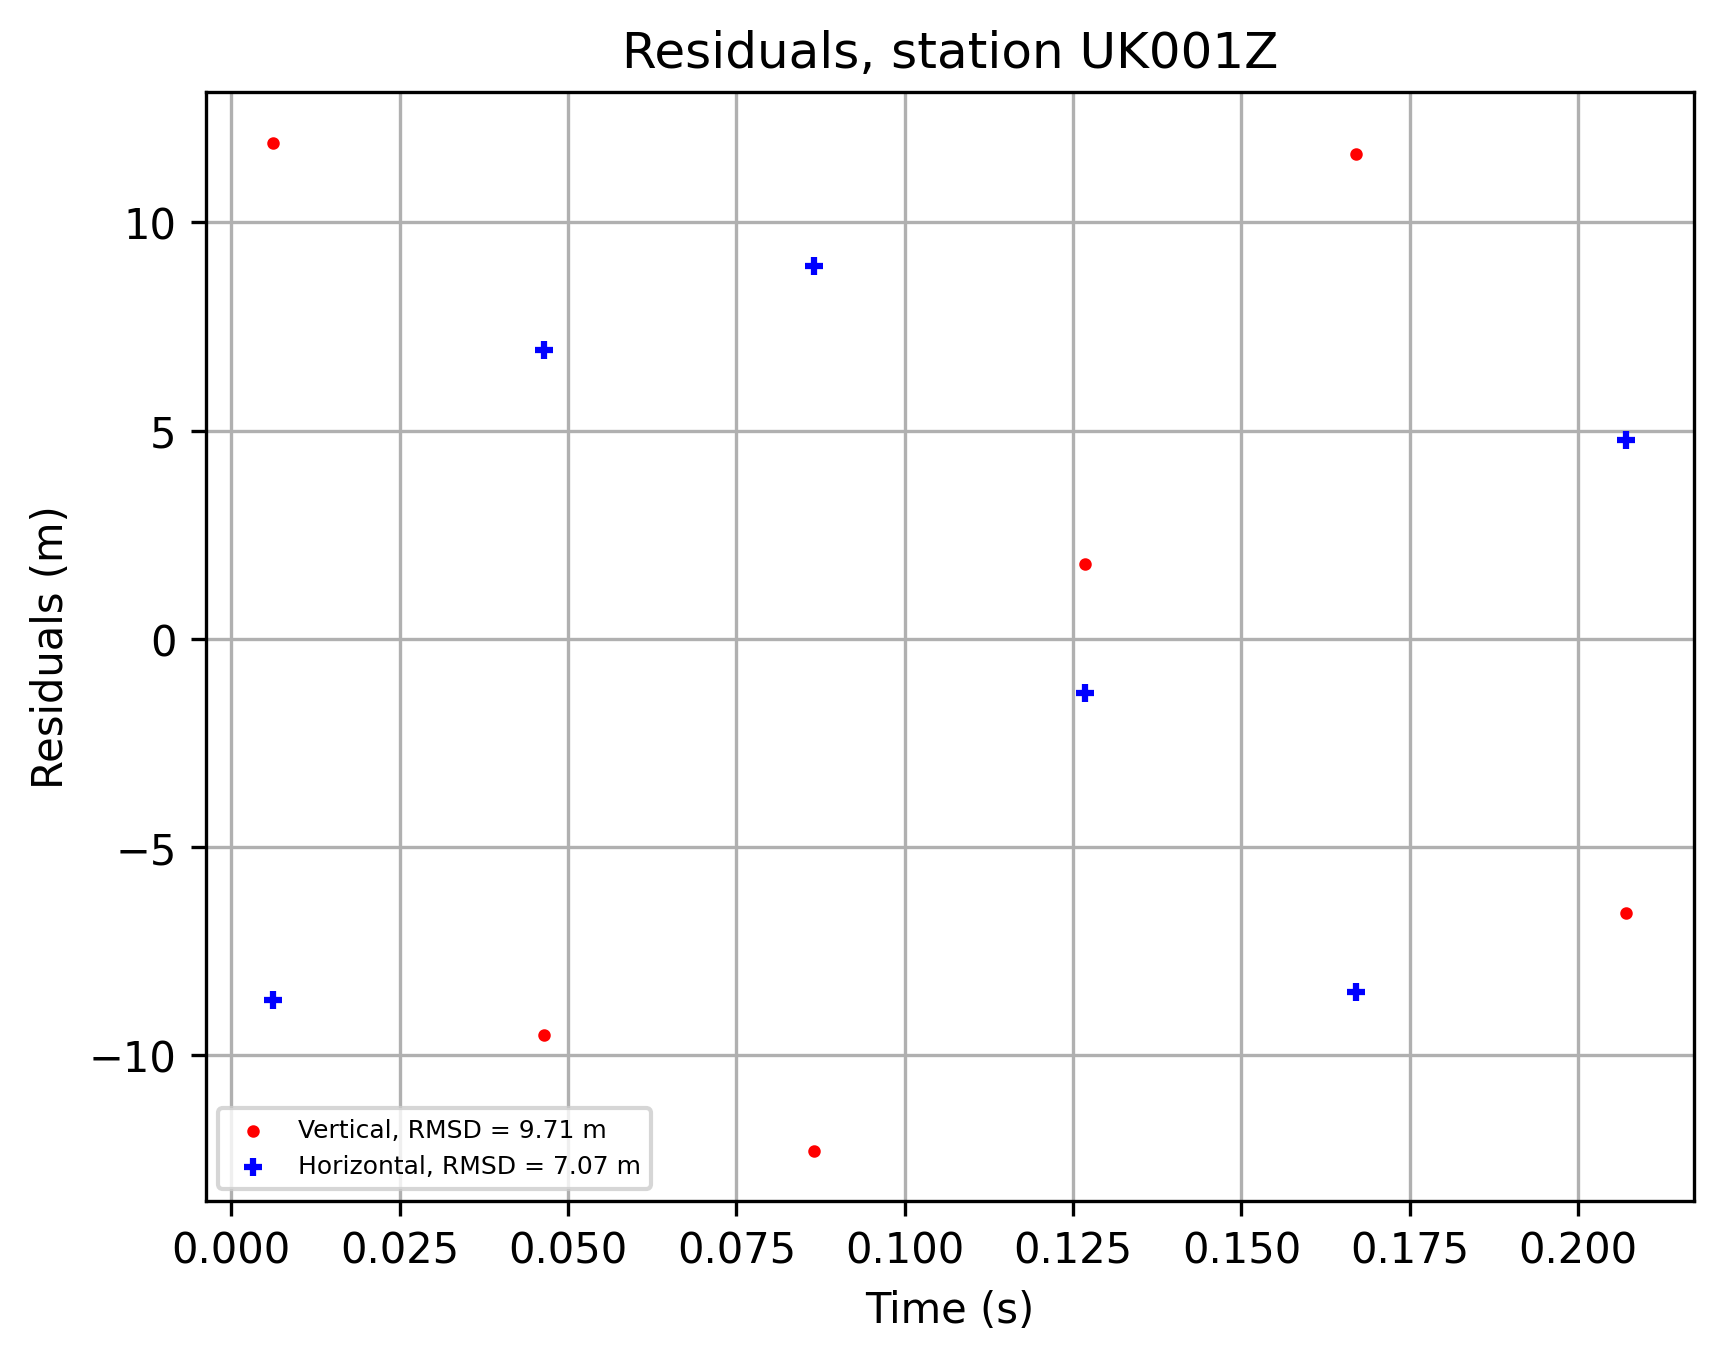 Residuals, station UK001Z
Residuals (m)
10
5
0
−5
−10
Vertical, RMSD = 9.71 m
Horizontal, RMSD = 7.07 m
0.000 0.025 0.050 0.075 0.100 0.125 0.150 0.175 0.200
Time (s)